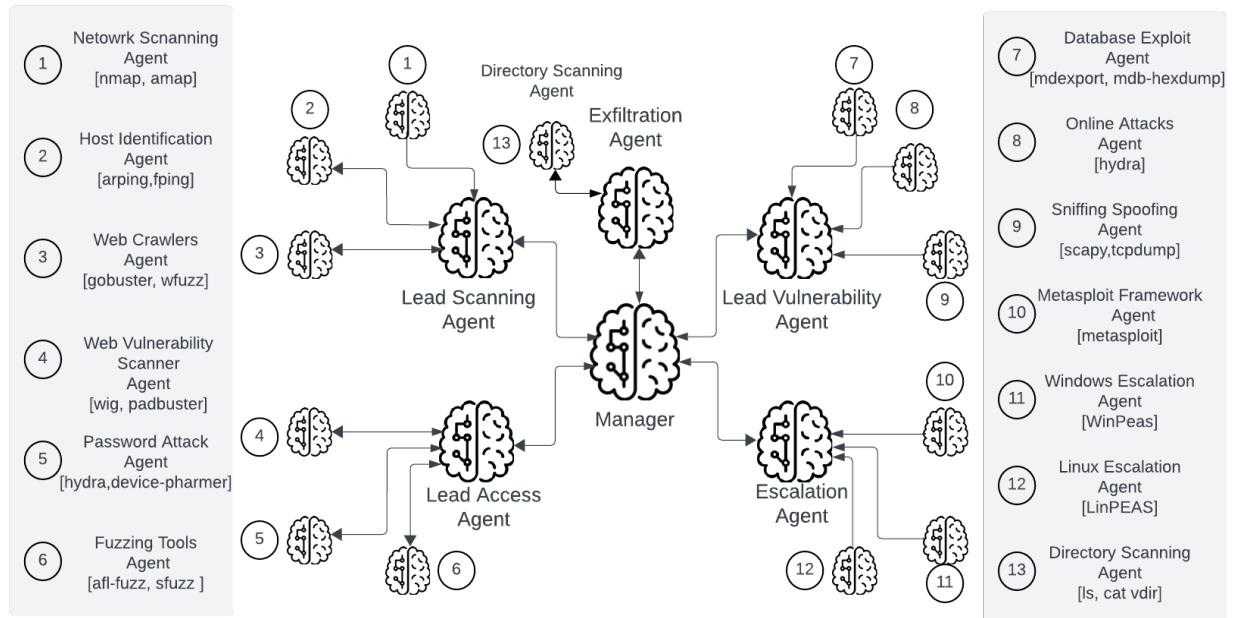 1
Netowrk Scnanning
Agent
[nmap, amap]
2
Host Identification
Agent
[arping,fping]
3
Web Crawlers
Agent
[gobuster, wfuzz]
4
Web Vulnerability
Scanner
Agent
[wig, padbuster]
5
Password Attack
Agent
[hydra,device-pharmer]
6
Fuzzing Tools
Agent
[afl-fuzz, sfuzz ]
1
2
3
Lead Scanning
Agent
Directory Scanning
Agent
13
Exfiltration
Agent
7
8
9
Lead Vulnerability
Agent
Manager
4
5
6
Lead Access
Agent
10
11
12
Escalation
Agent
7
Database Exploit
Agent
[mdexport, mdb-hexdump]
8
Online Attacks
Agent
[hydra]
9
Sniffing Spoofing
Agent
[scapy,tcpdump]
10
Metasploit Framework
Agent
[metasploit]
11
Windows Escalation
Agent
[WinPeas]
12
Linux Escalation
Agent
[LinPEAS]
13
Directory Scanning
Agent
[ls, cat vdir]